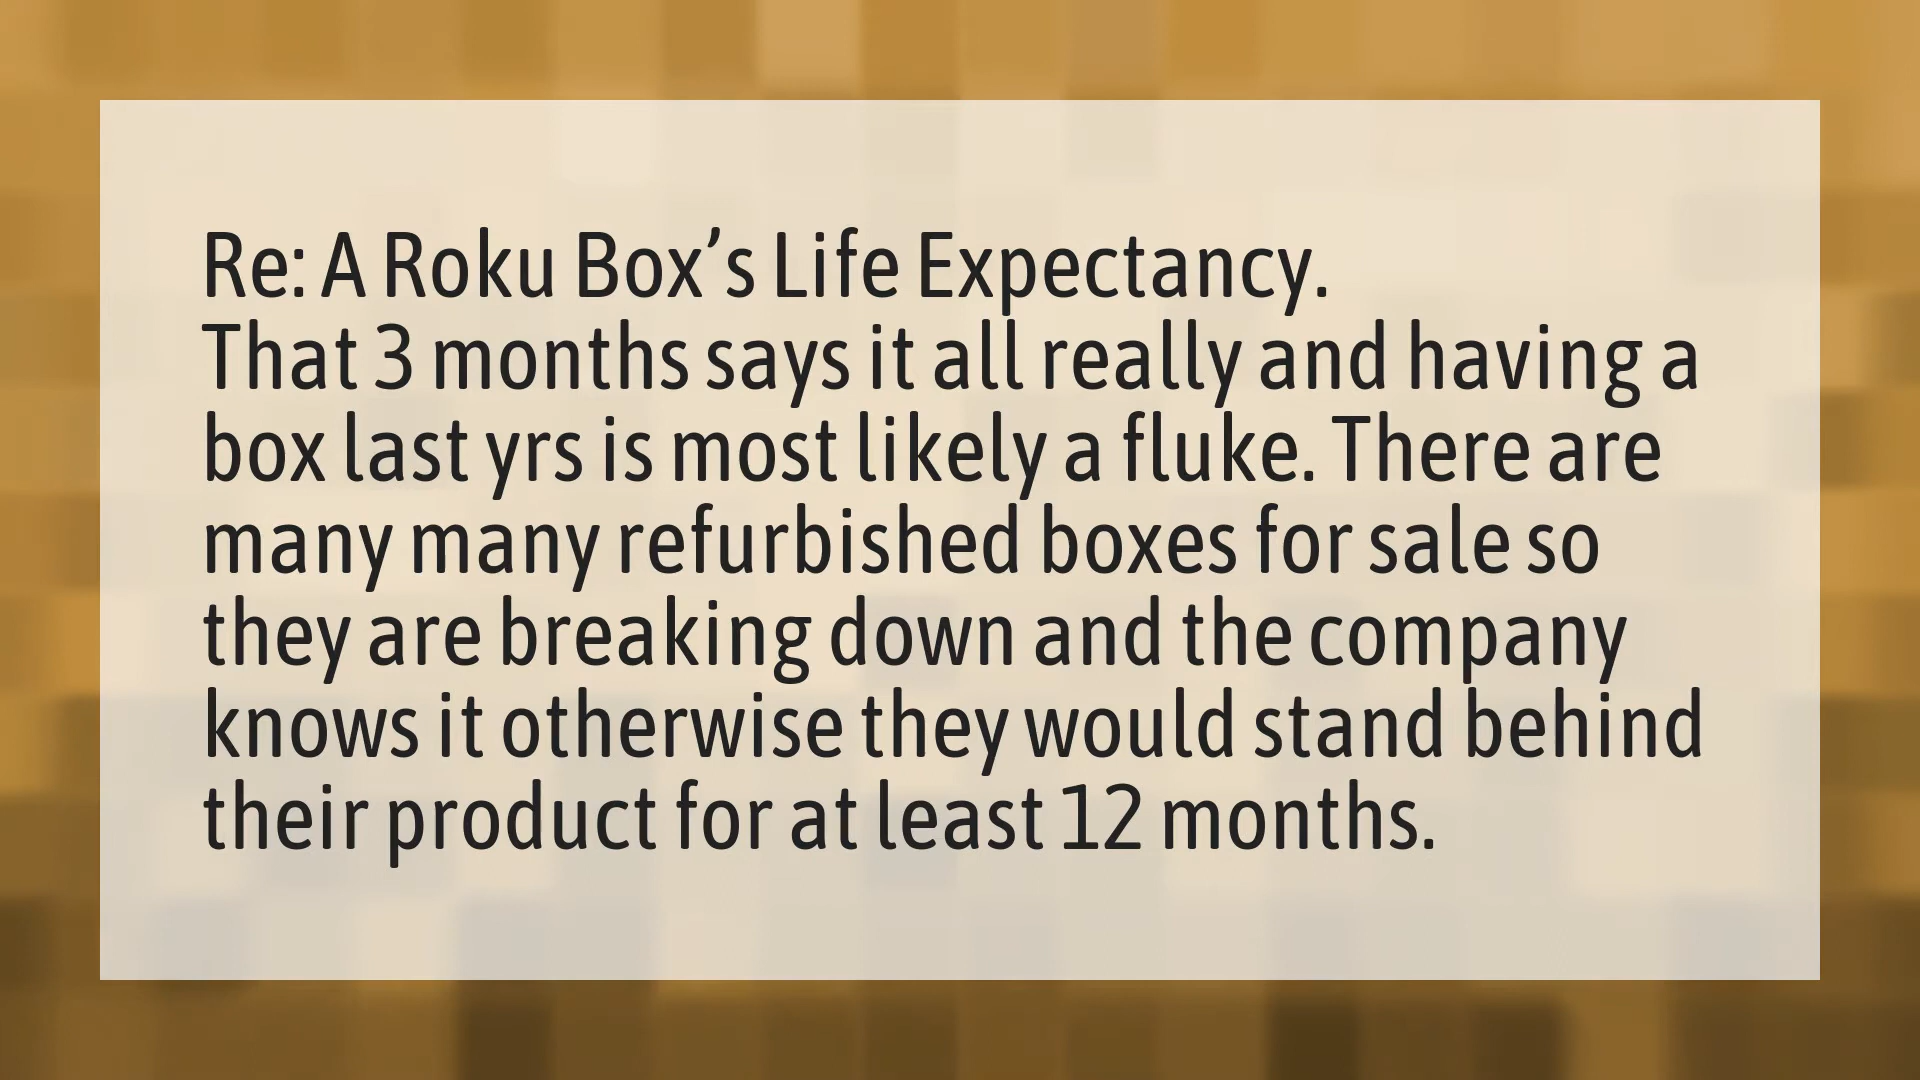 Re: A Roku Box’s Life Expectancy.
That 3 months says it all really and having a
box last yrs is most likely a fluke. There are
many many refurbished boxes for sale so
they are breaking down and the company
knows it otherwise they would stand behind
their product for at least 12 months.